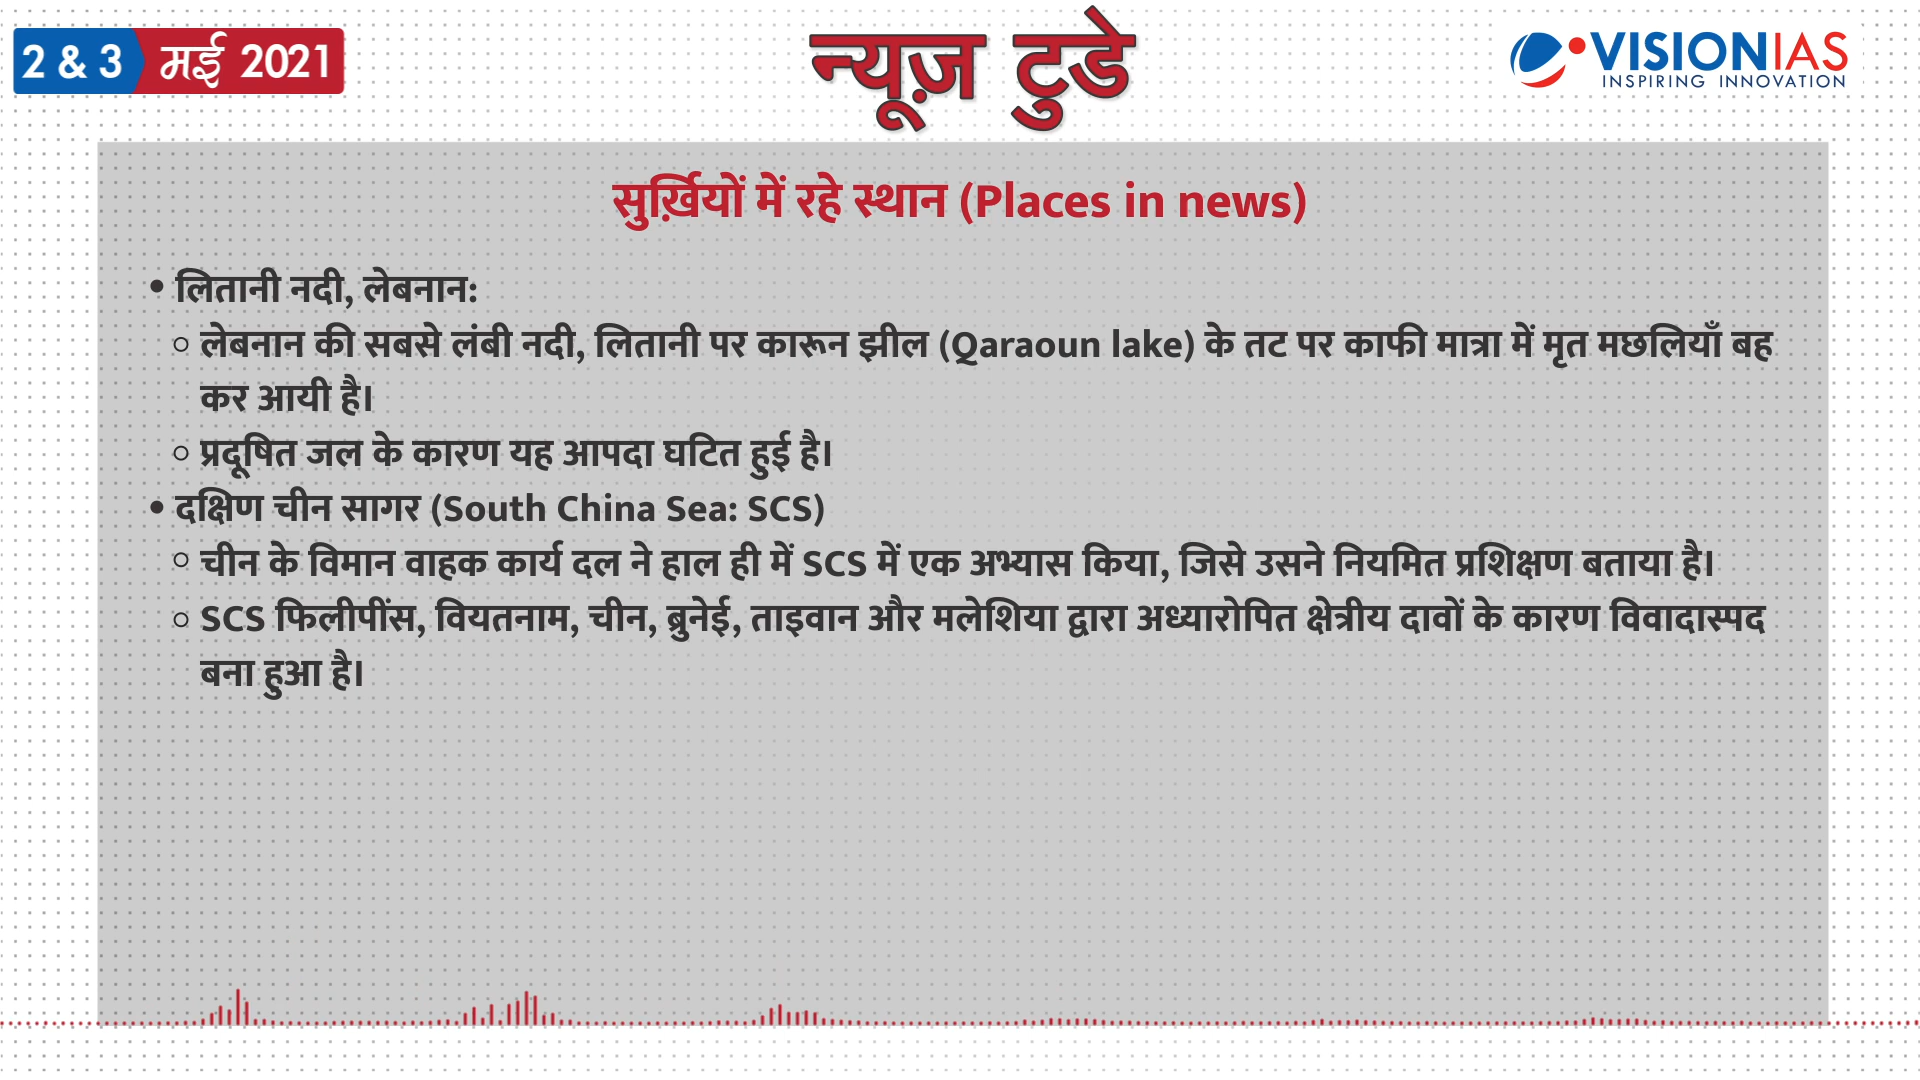 2 & 3 मई 2021
न्यूज़ टुडे
VISIONIAS
INSPIRING INNOVATION
सुर्ख़ियों में रहे स्थान (Places in news)
• लितानी नदी, लेबनान:
○ लेबनान की सबसे लंबी नदी, लितानी पर कारून झील (Qaraoun lake) के तट पर काफी मात्रा में मृत मछलियाँ बह
कर आयी है।
○ प्रदूषित जल के कारण यह आपदा घटित हुई है।
• दक्षिण चीन सागर (South China Sea: SCS)
○ चीन के विमान वाहक कार्य दल ने हाल ही में SCS में एक अभ्यास किया, जिसे उसने नियमित प्रशिक्षण बताया है।
○ SCS फिलीपींस, वियतनाम, चीन, ब्रुनेई, ताइवान और मलेशिया द्वारा अध्यारोपित क्षेत्रीय दावों के कारण विवादास्पद
बना हुआ है।